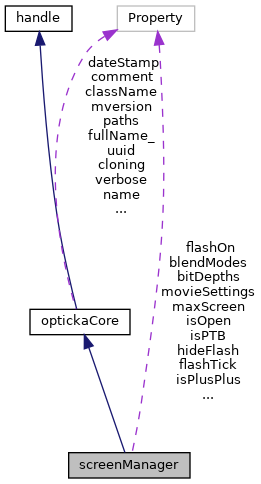 handle
Property
dateStamp
comment
className
mversion
paths
fullName_
uuid
cloning
verbose
name
...
flashOn
blendModes
bitDepths
movieSettings
maxScreen
isOpen
isPTB
hideFlash
flashTick
isPlusPlus
...
optickaCore
screenManager